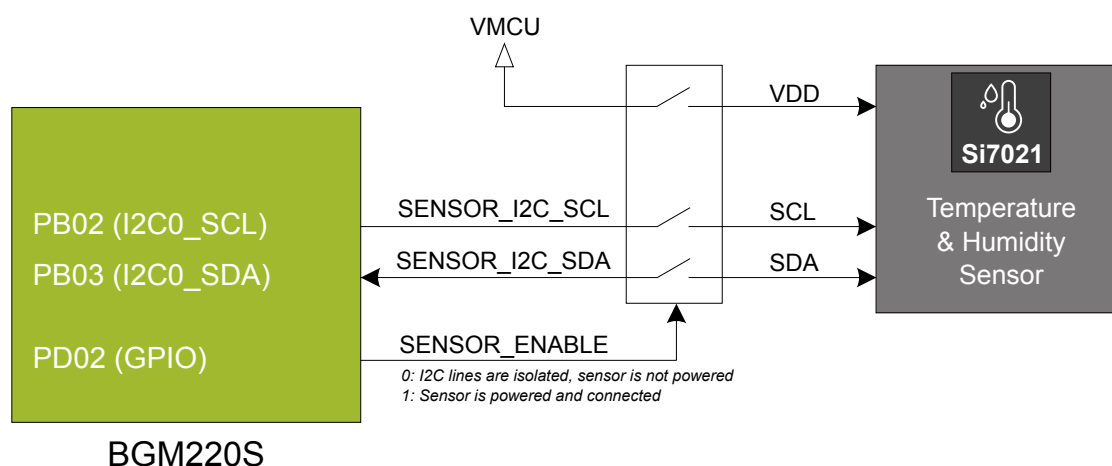 VMCU
VDD
Si7021
PB02 (I2C0_SCL)
SENSOR_I2C_SCL
SCL
Temperature
& Humidity
Sensor
PB03 (I2C0_SDA)
SENSOR_I2C_SDA
SDA
PD02 (GPIO)
SENSOR_ENABLE
0: I2C lines are isolated, sensor is not powered
1: Sensor is powered and connected
BGM220S